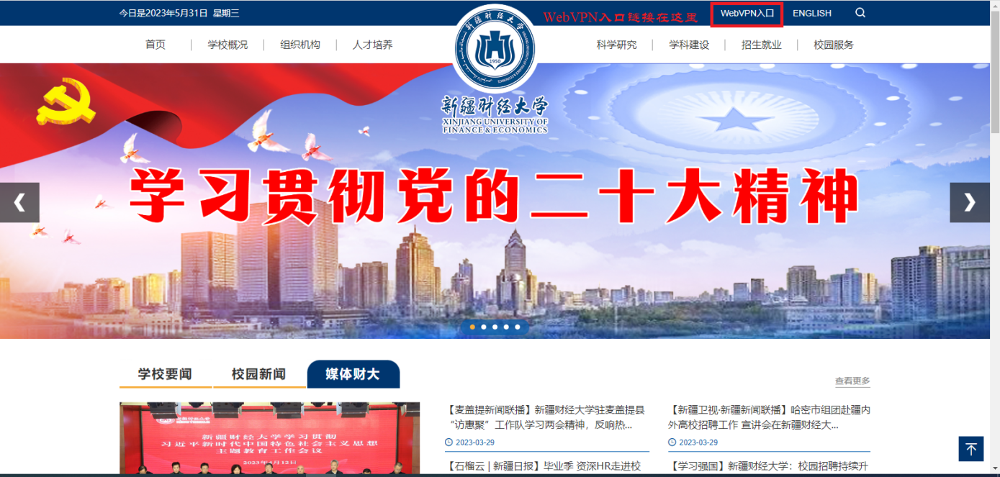 今日是2023年5月31日 星期三
WebVPN入口链接在这里
WebVPN入口
ENGLISH
首页
学校概况
组织机构
人才培养
科学研究
学科建设
招生就业
校园服务
1950
新疆财经大学
XINJIANG UNIVERSITY OF
FINANCE & ECONOMICS
学习贯彻党的二十大精神
学校要闻
校园新闻
媒体财大
查看更多
新疆财经大学学习贯彻
习近平新时代中国特色社会主义思想
主题教育工作会议
2023年4月12日
【麦盖提新闻联播】新疆财经大学驻麦盖提县
“访惠聚”工作队学习两会精神，反响热...
2023-03-29
【新疆卫视·新疆新闻联播】哈密市组团赴疆内
外高校招聘工作 宣讲会在新疆财经大...
2023-03-29
【石榴云 | 新疆日报】毕业季 资深HR走进校
【学习强国】新疆财经大学：校园招聘持续升